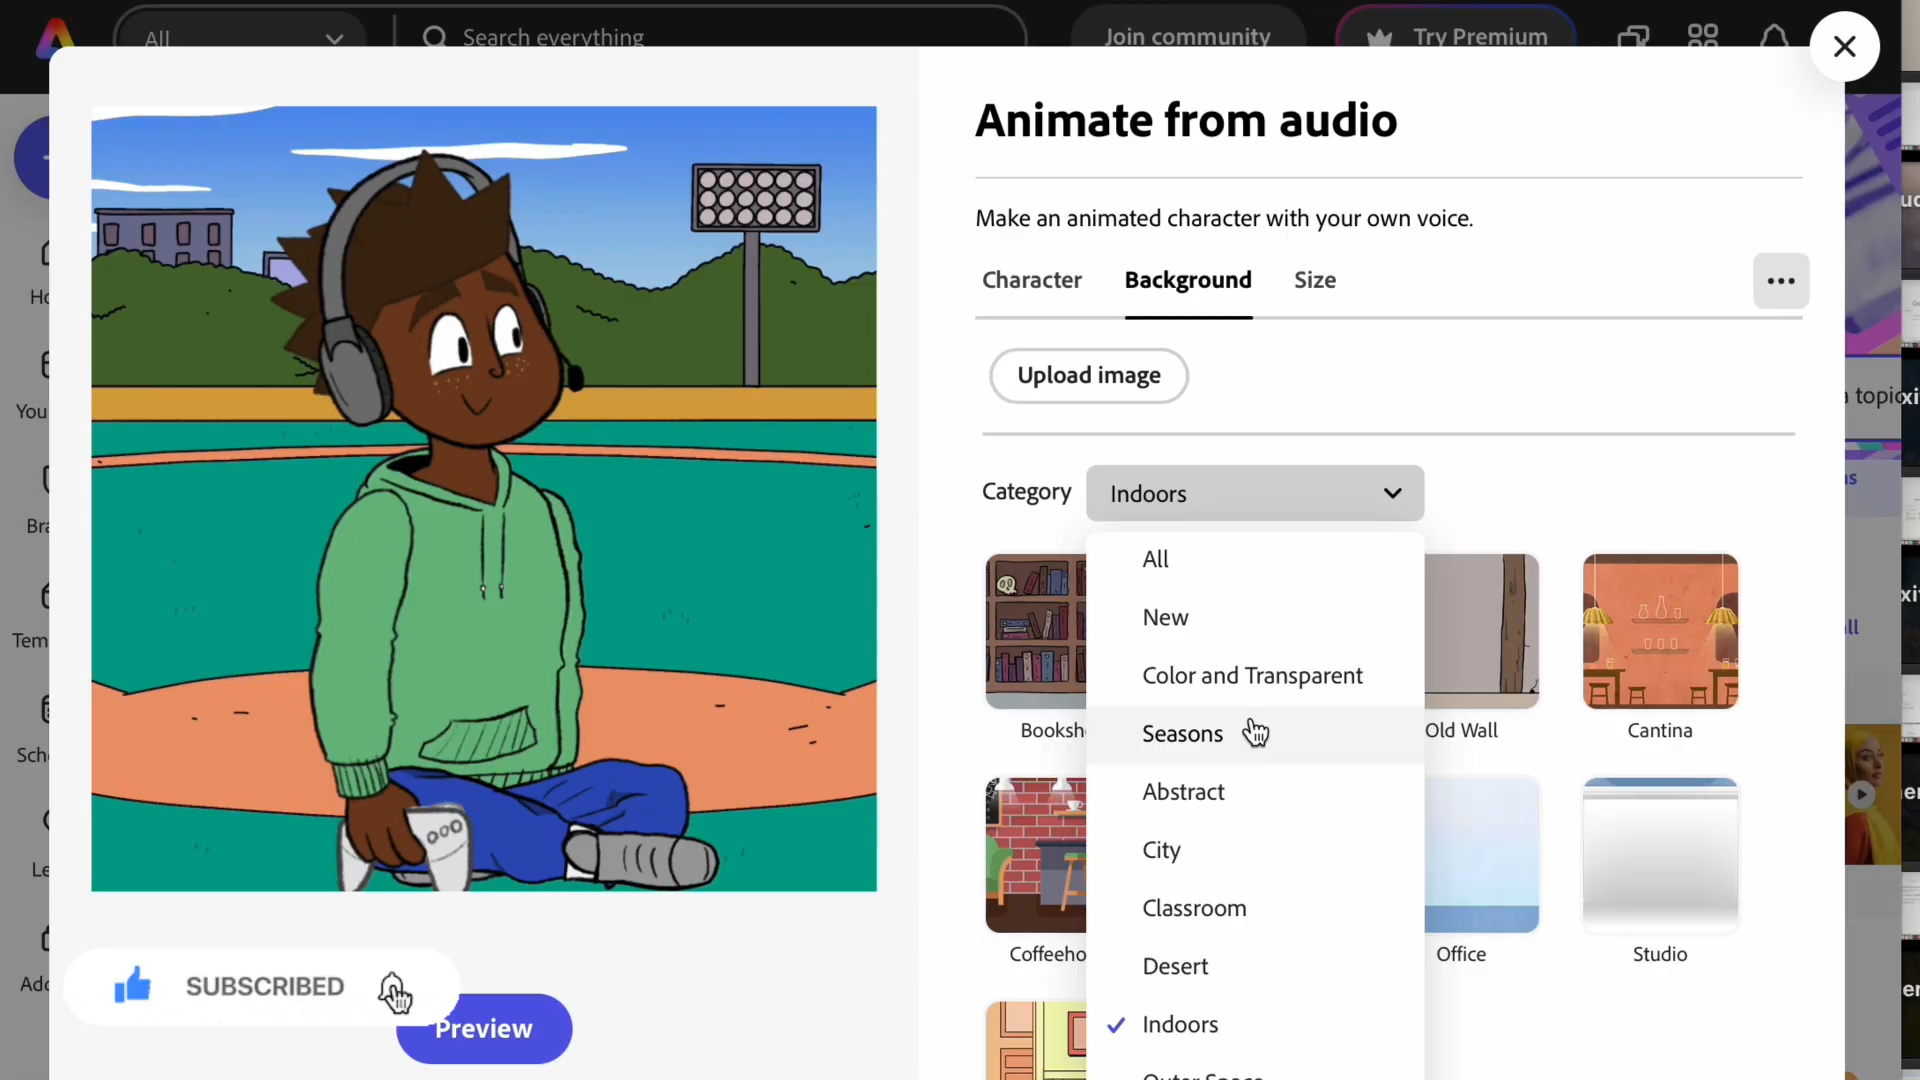 All
Search everything
Join community
Try Premium
Animate from audio
Make an animated character with your own voice.
Character
Background
Size
Upload image
Category
Indoors
All
New
Color and Transparent
Seasons
Abstract
City
Classroom
Desert
Indoors
Old Wall
Cantina
Office
Studio
a topic
SUBSCRIBED
Preview